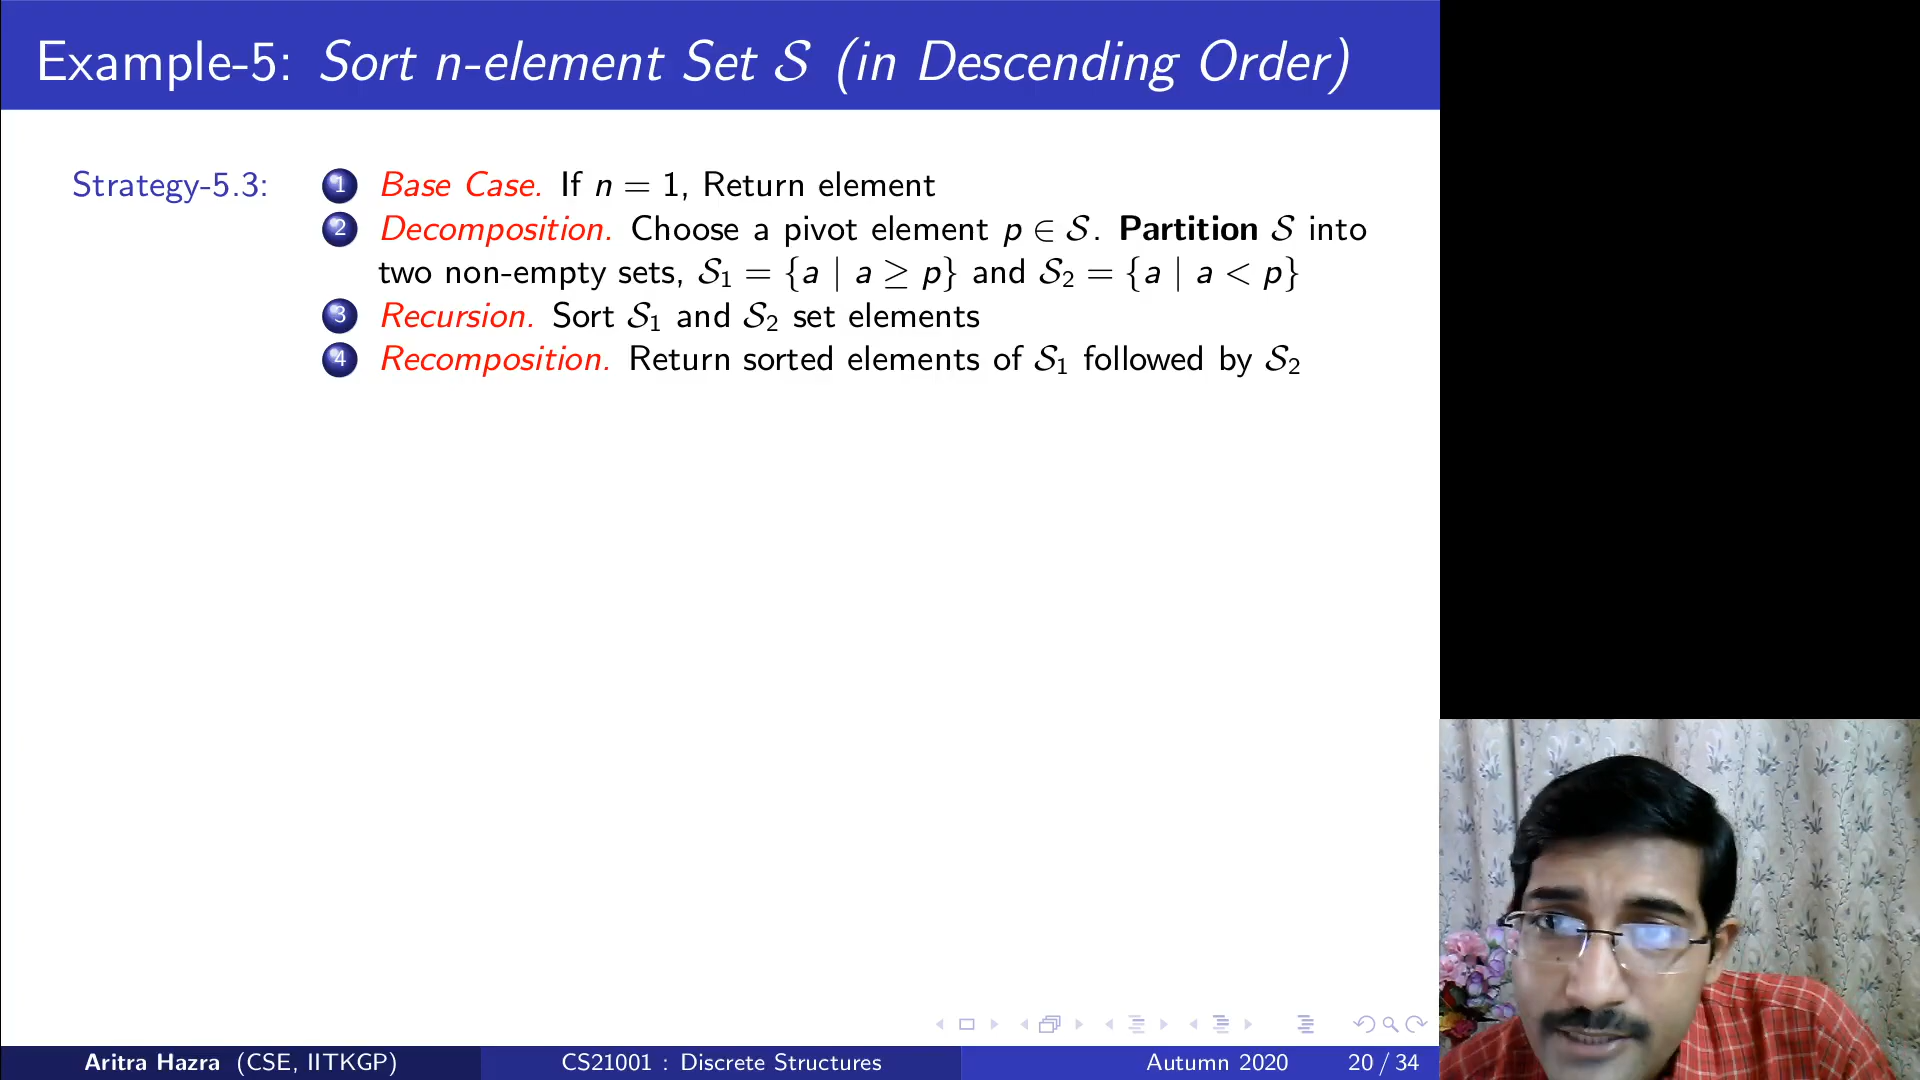 Example-5: Sort n-element Set 𝒮 (in Descending Order)
Strategy-5.3:
1 Base Case. If n = 1, Return element
2 Decomposition. Choose a pivot element p ∈ 𝒮. Partition 𝒮 into
two non-empty sets, 𝒮₁ = {a | a ≥ p} and 𝒮₂ = {a | a < p}
3 Recursion. Sort 𝒮₁ and 𝒮₂ set elements
4 Recomposition. Return sorted elements of 𝒮₁ followed by 𝒮₂
Aritra Hazra (CSE, IITKGP) CS21001 : Discrete Structures Autumn 2020 20 / 34